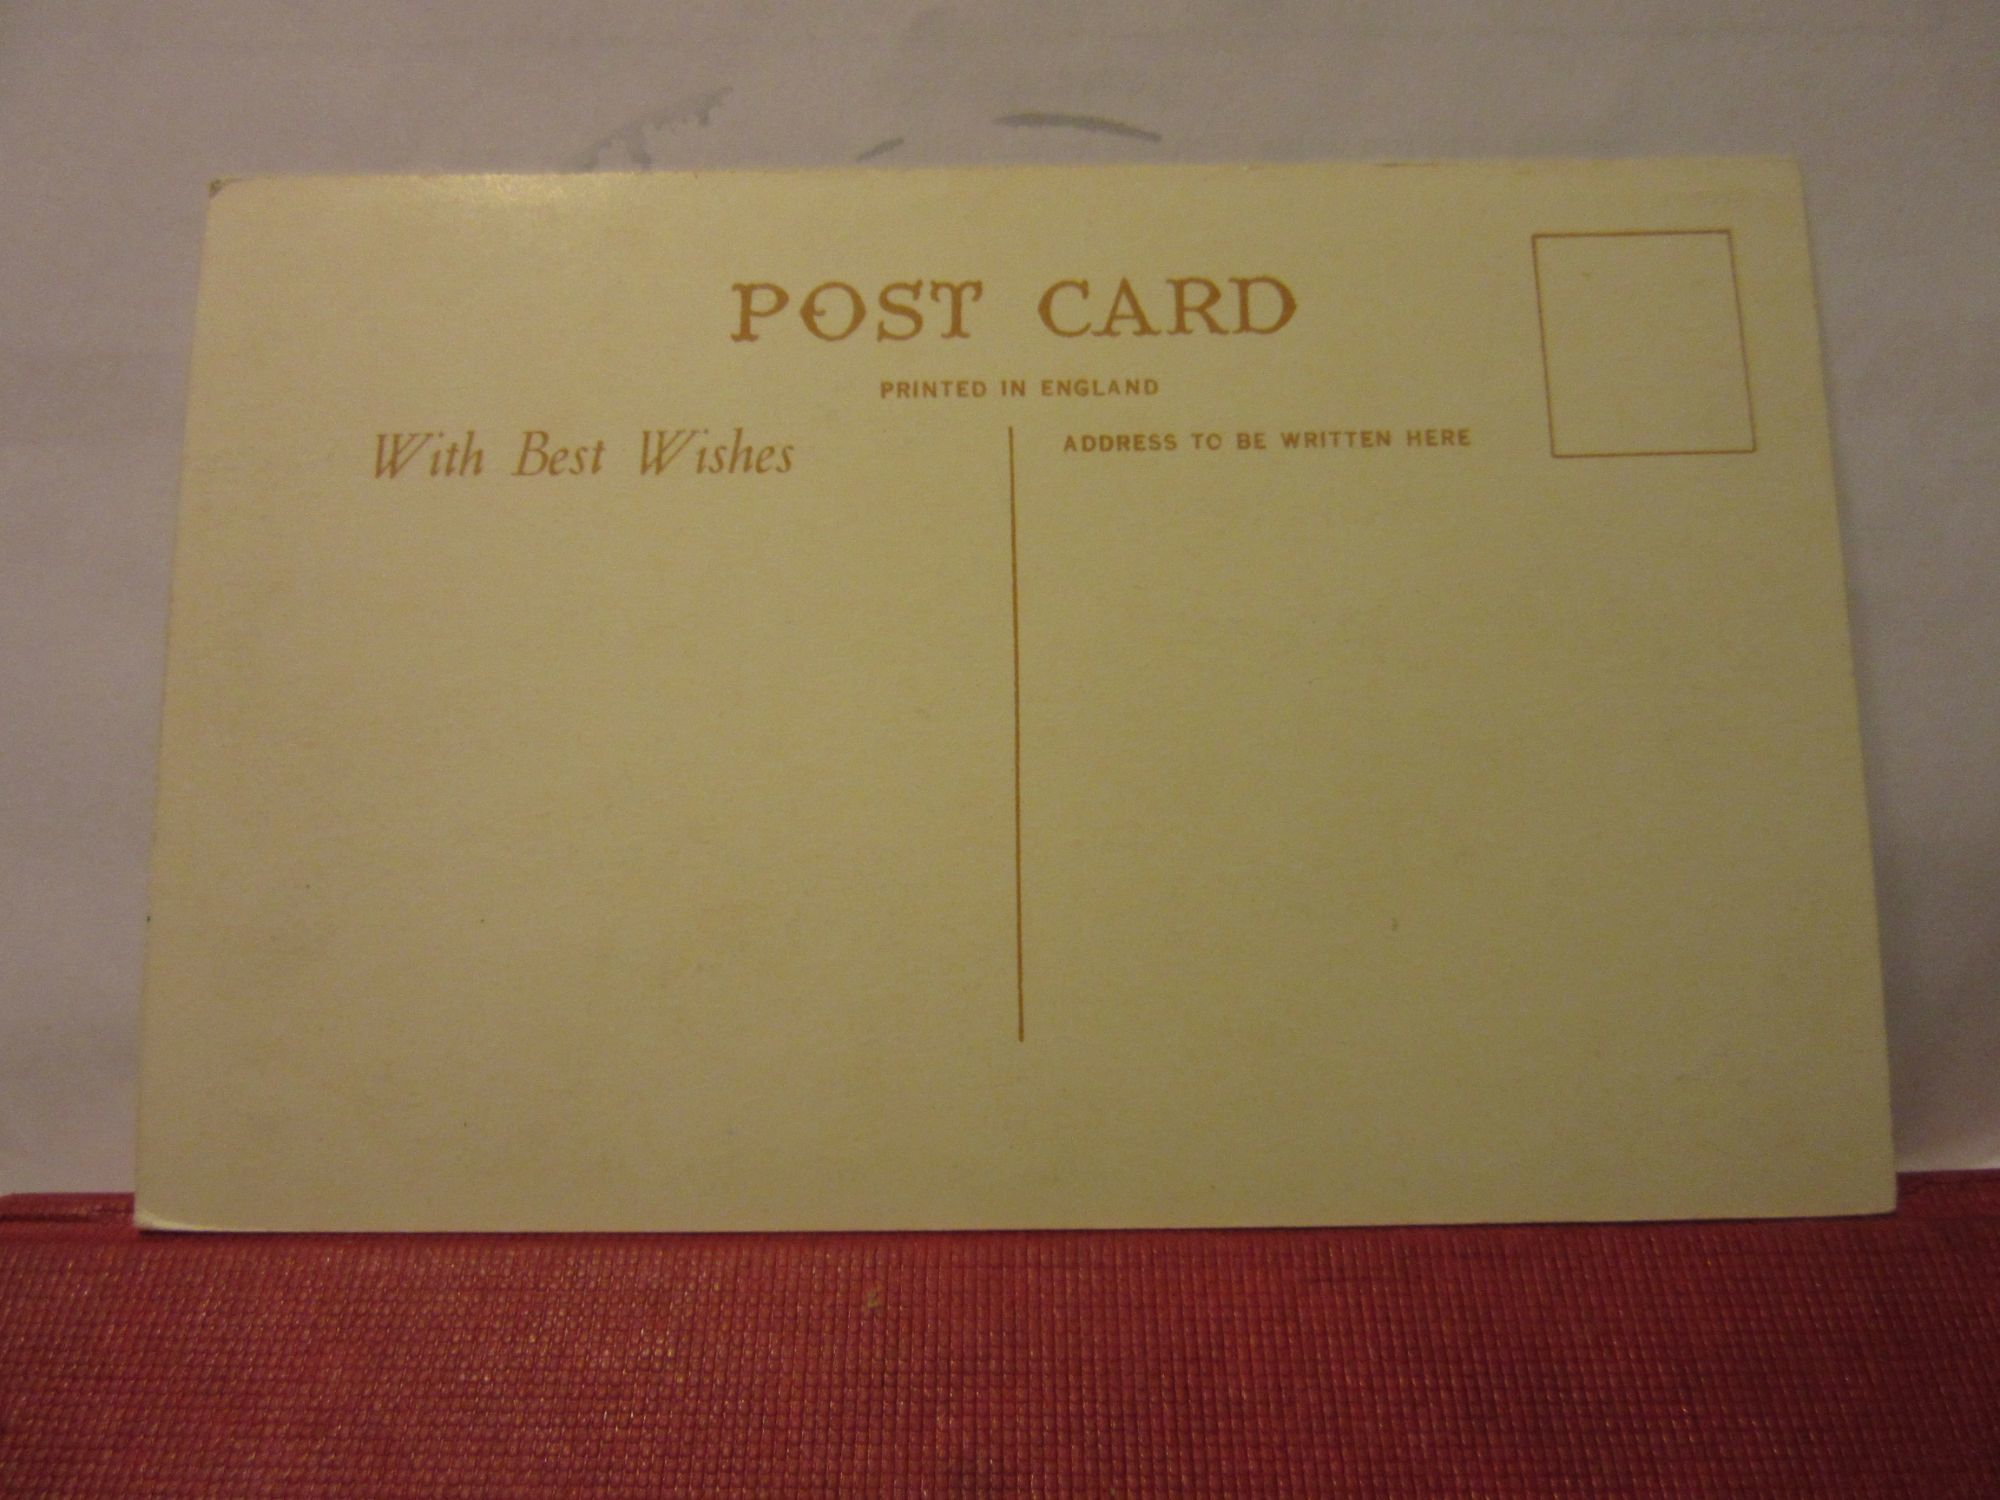 POST CARD
PRINTED IN ENGLAND
With Best Wishes
ADDRESS TO BE WRITTEN HERE